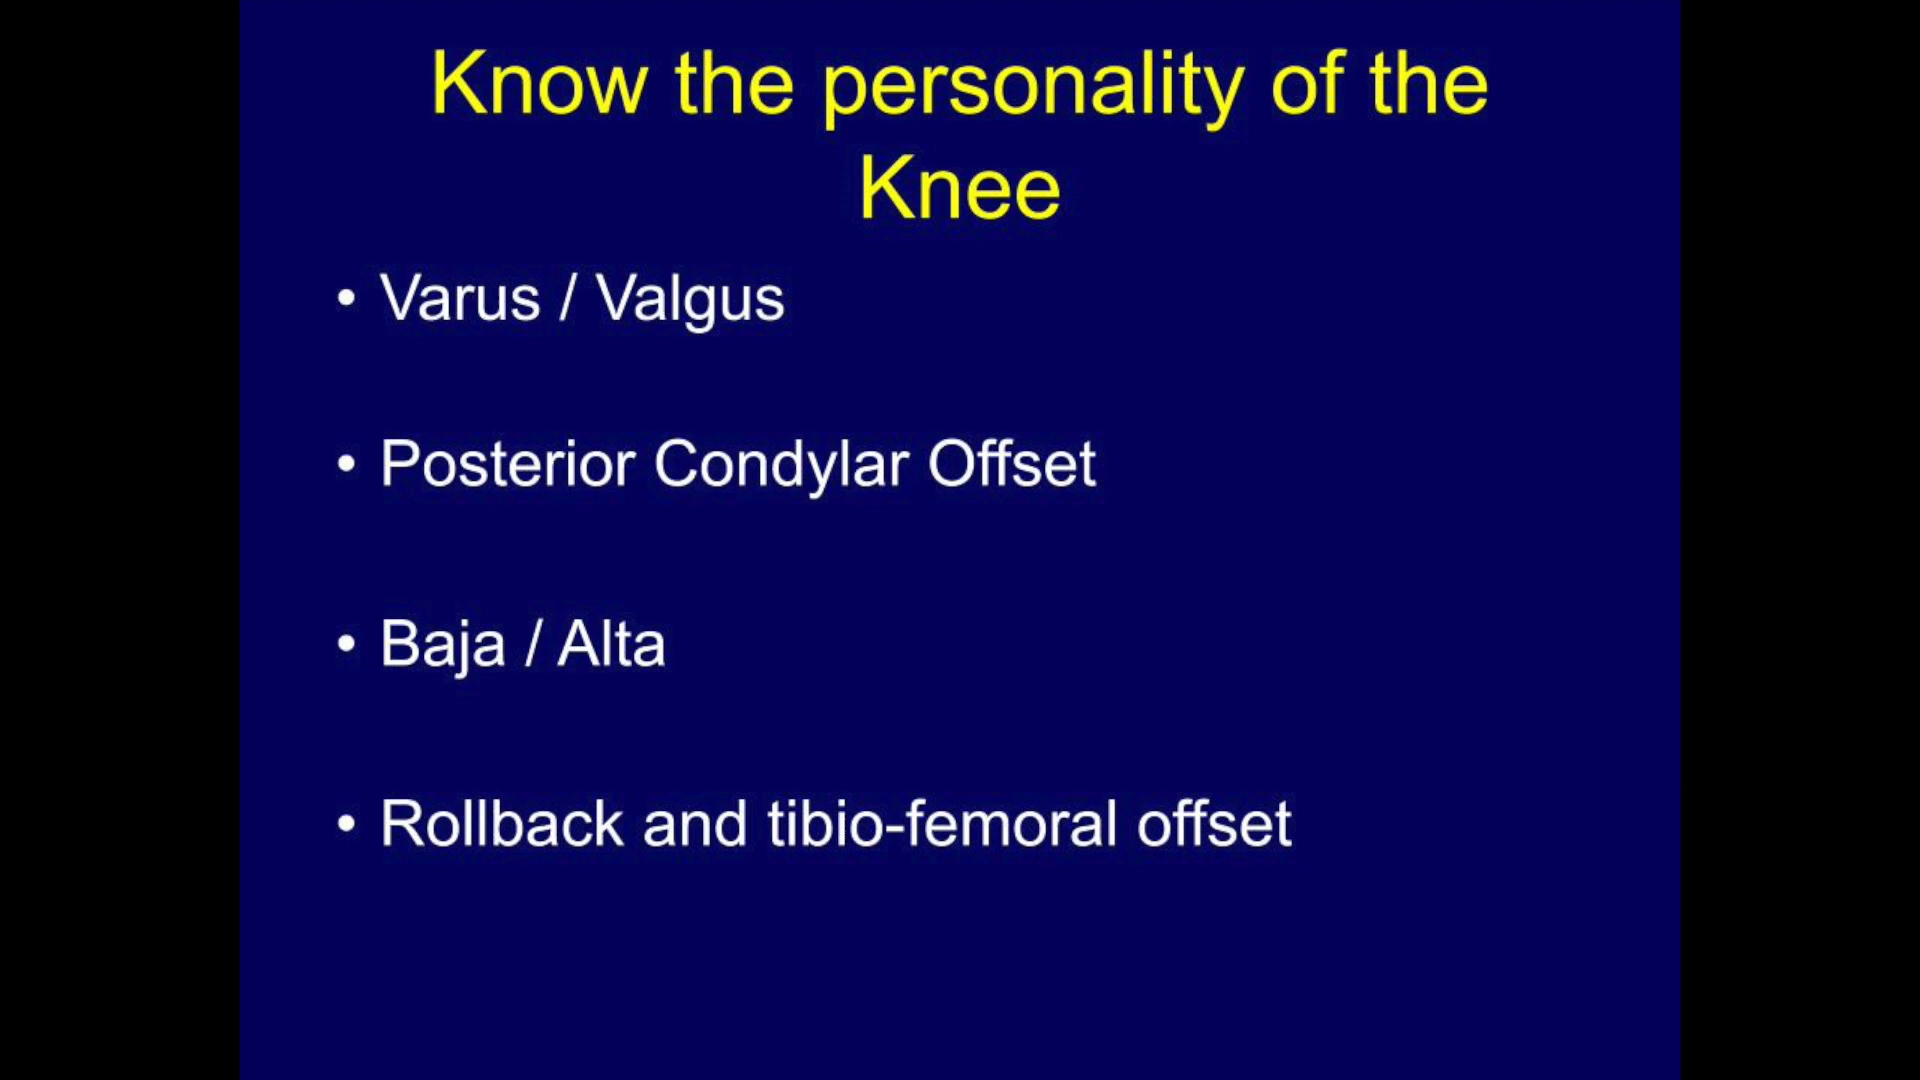 Know the personality of the
Knee
• Varus / Valgus
• Posterior Condylar Offset
• Baja / Alta
• Rollback and tibio-femoral offset